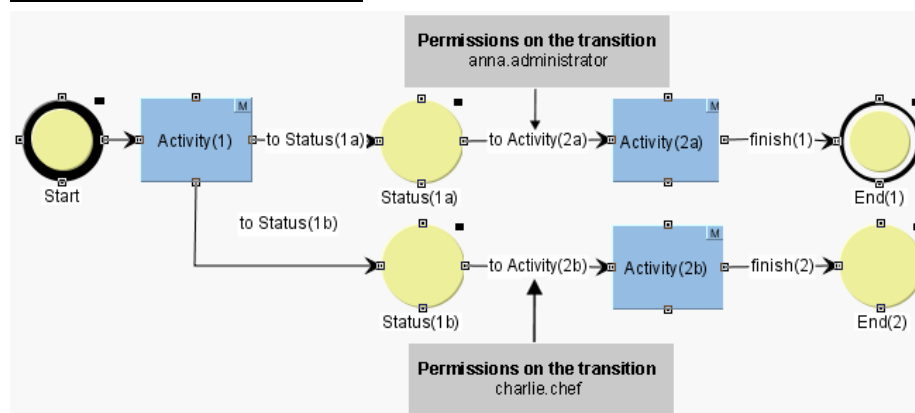 Permissions on the transition
anna.administrator
M
M
Activity(1)
to Status(1a)
to Activity(2a)
Activity(2a)
finish(1)
Start
Status(1a)
End(1)
to Status(1b)
M
to Activity(2b)
Activity(2b)
finish(2)
Status(1b)
End(2)
Permissions on the transition
charlie.chef